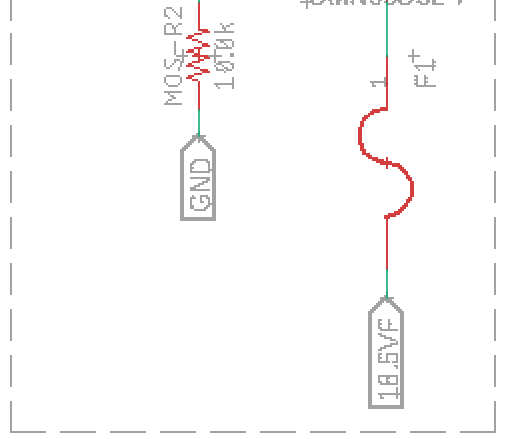 MOS-R2
10.0k
1
F1
GND
18.5VF